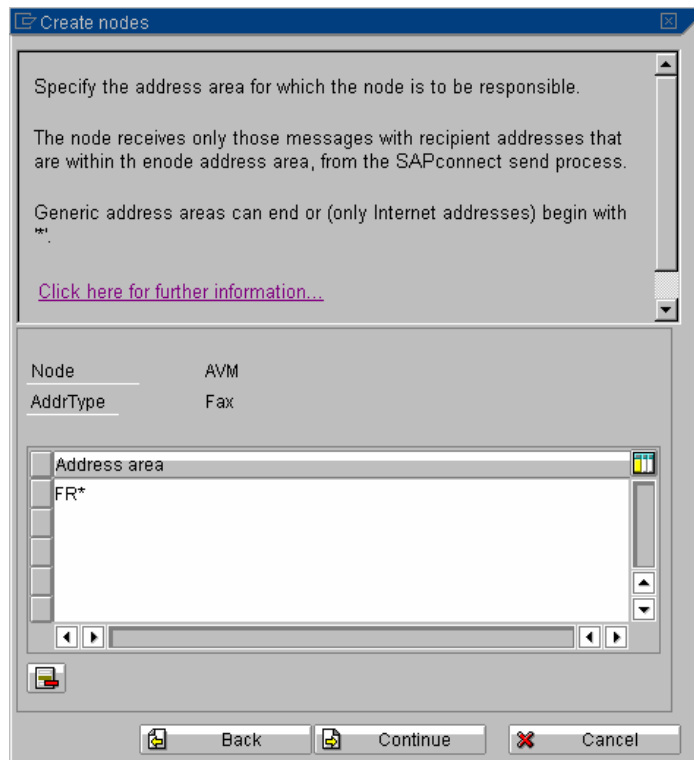 Create nodes
Specify the address area for which the node is to be responsible.
The node receives only those messages with recipient addresses that
are within th enode address area, from the SAPconnect send process.
Generic address areas can end or (only Internet addresses) begin with
'*'.
Click here for further information...
Node AVM
AddrType Fax
Address area
FR*
Back Continue Cancel